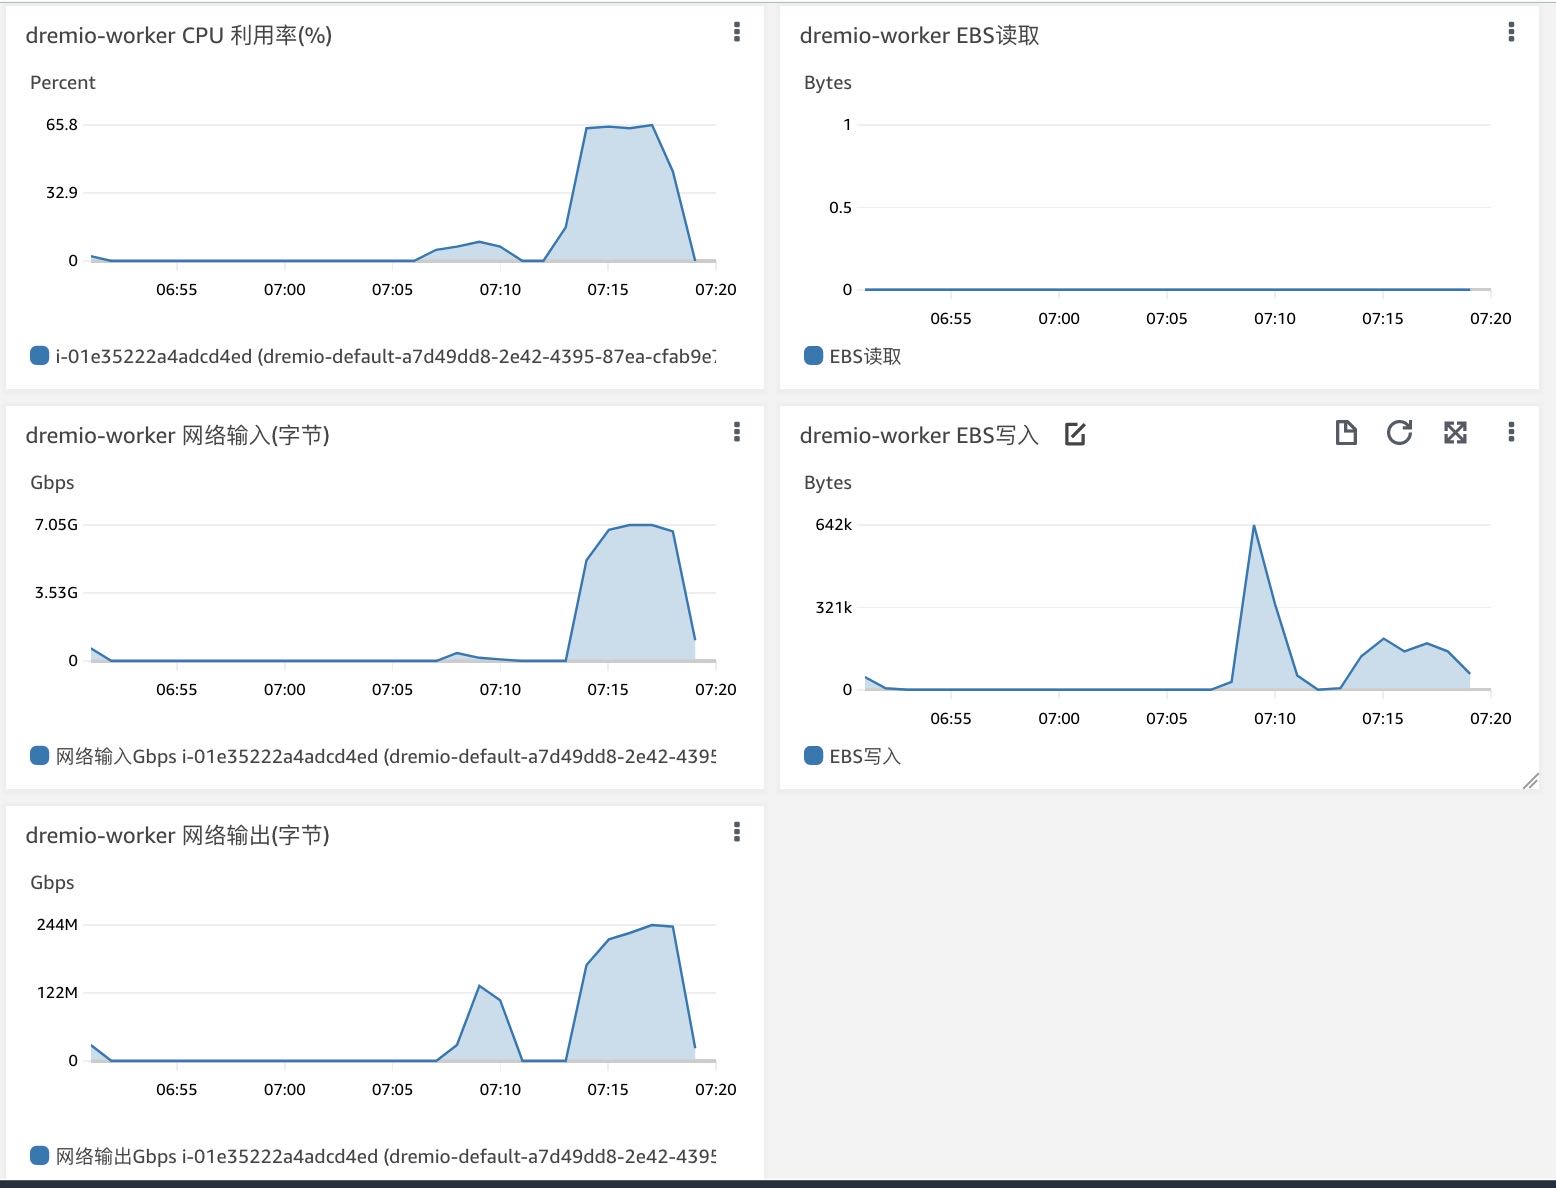 dremio-worker CPU 利用率(%)
Percent
65.8
32.9
0
06:55 07:00 07:05 07:10 07:15 07:20
i-01e35222a4adcd4ed (dremio-default-a7d49dd8-2e42-4395-87ea-cfab9e7
dremio-worker EBS读取
Bytes
1
0.5
0
06:55 07:00 07:05 07:10 07:15 07:20
EBS读取
dremio-worker 网络输入(字节)
Gbps
7.05G
3.53G
0
06:55 07:00 07:05 07:10 07:15 07:20
网络输入Gbps i-01e35222a4adcd4ed (dremio-default-a7d49dd8-2e42-4395
dremio-worker EBS写入
Bytes
642k
321k
0
06:55 07:00 07:05 07:10 07:15 07:20
EBS写入
dremio-worker 网络输出(字节)
Gbps
244M
122M
0
06:55 07:00 07:05 07:10 07:15 07:20
网络输出Gbps i-01e35222a4adcd4ed (dremio-default-a7d49dd8-2e42-4395